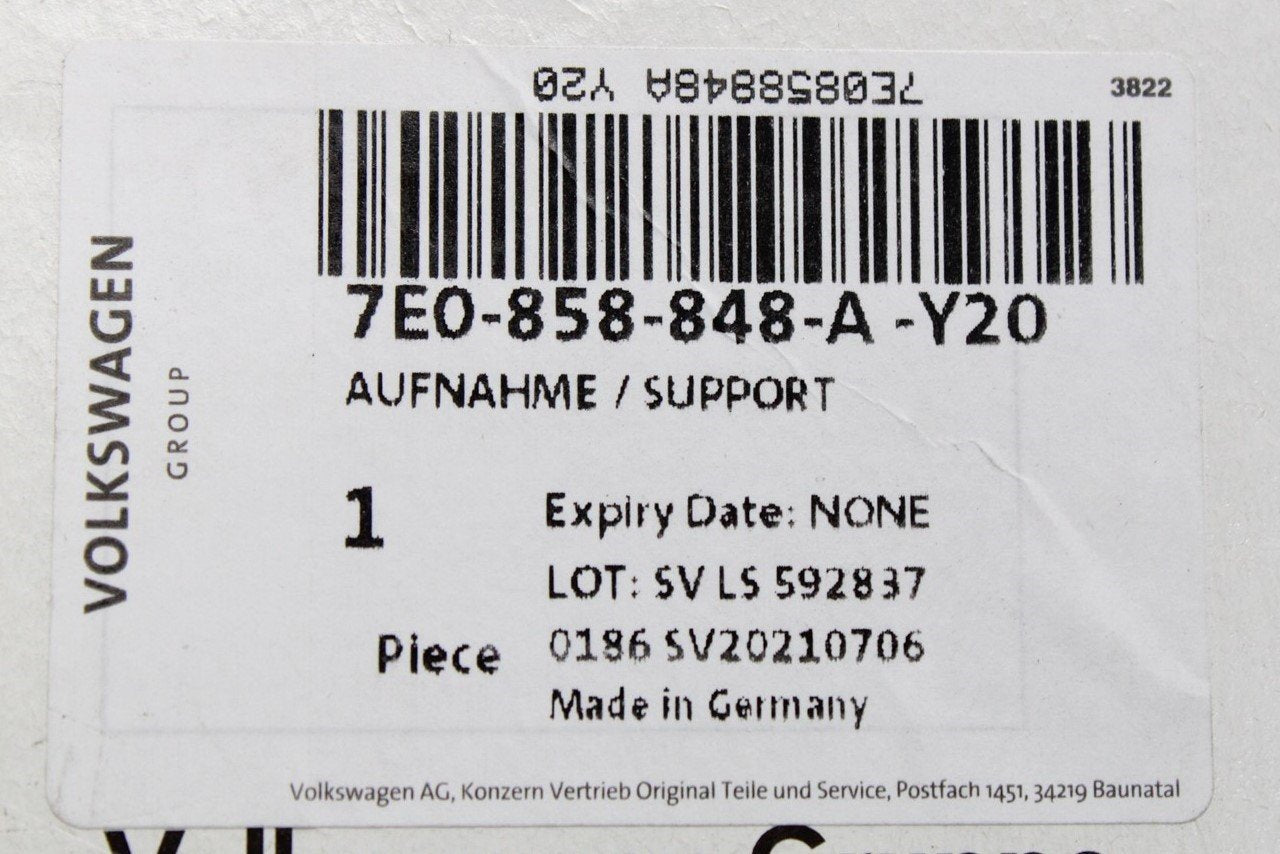 7E0858848A Y20
3822
7E0-858-848-A -Y20
AUFNAHME / SUPPORT
VOLKSWAGEN
GROUP
1
Piece
Expiry Date: NONE
LOT: SV LS 592837
0186 SV20210706
Made in Germany
Volkswagen AG, Konzern Vertrieb Original Teile und Service, Postfach 1451, 34219 Baunatal